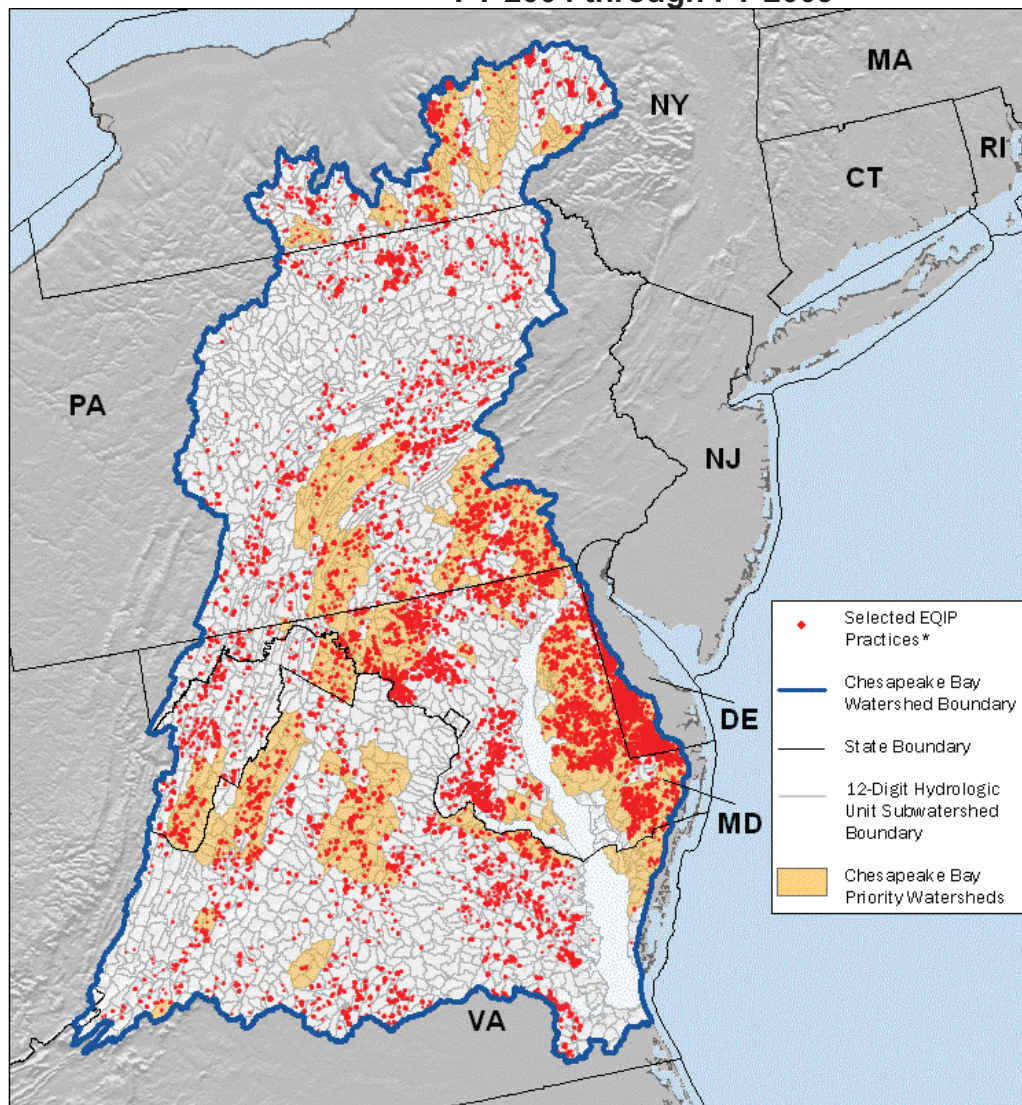 MA
NY
RI
CT
PA
NJ
Selected EQIP
Practices*
Chesapeake Bay
Watershed Boundary
DE
State Boundary
12-Digit Hydrologic
Unit Subwatershed
Boundary
MD
Chesapeake Bay
Priority Watersheds
VA